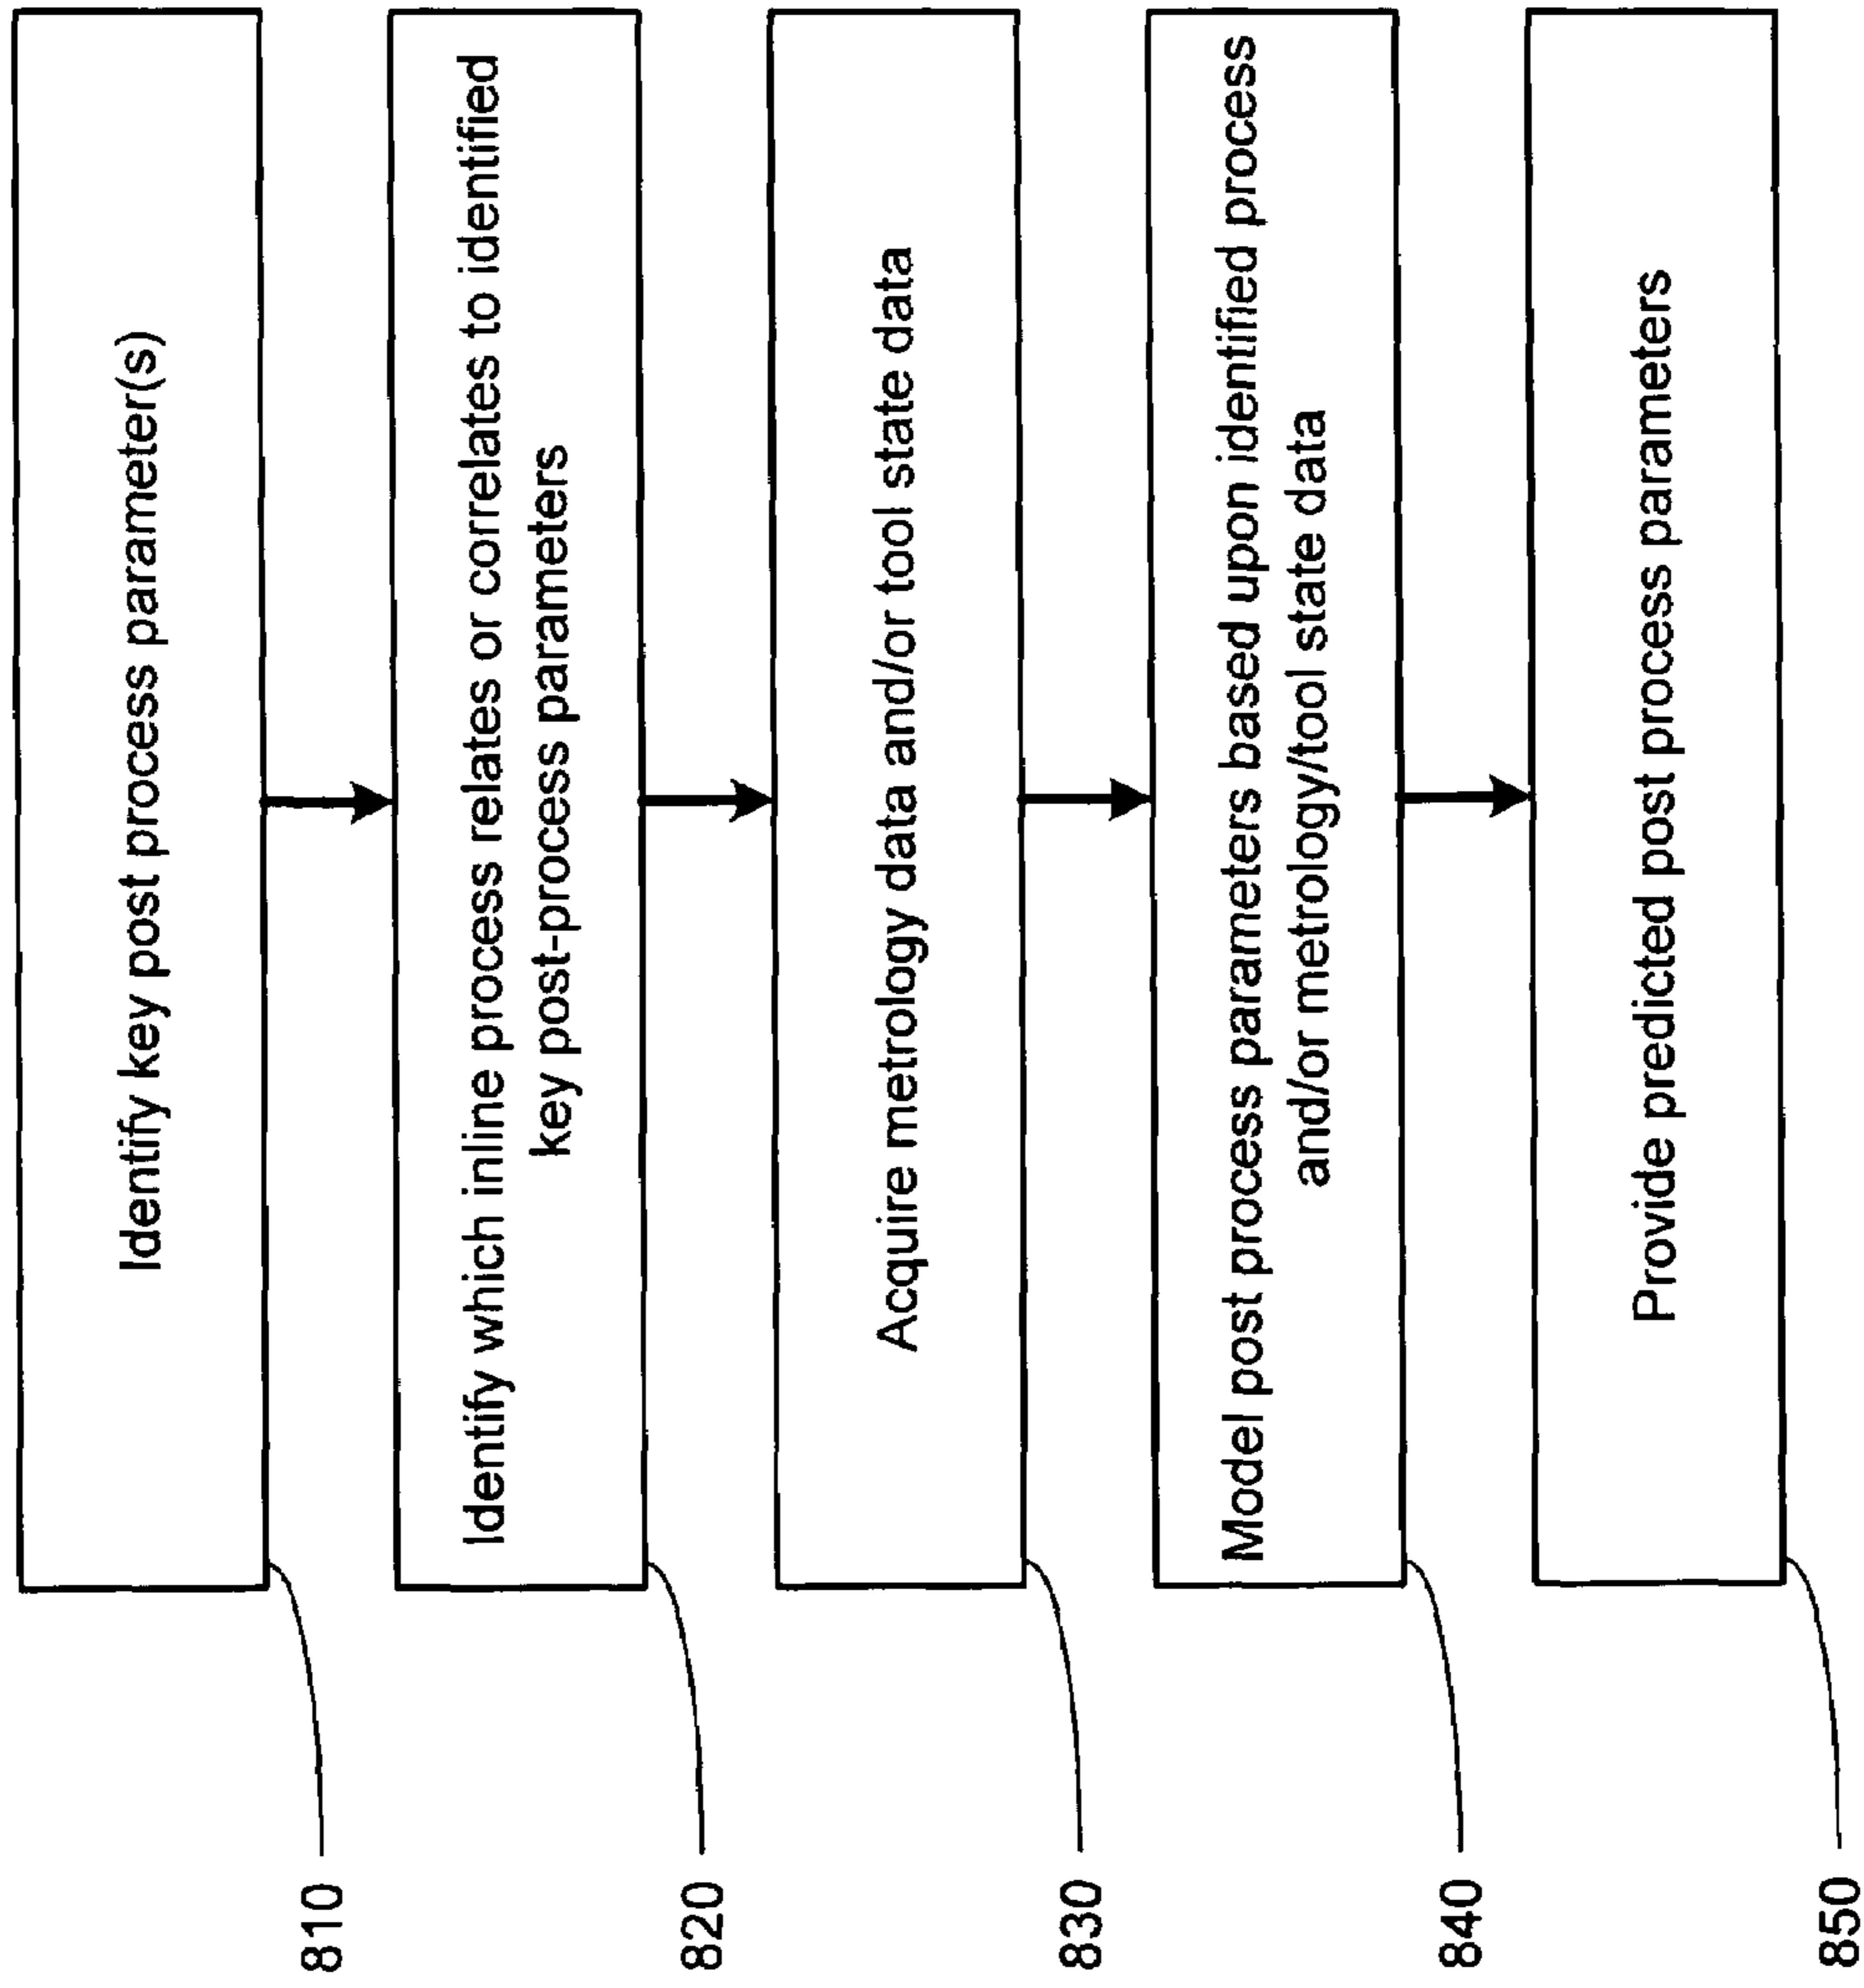 Identify key post process parameter(s)
810
Identify which inline process relates or correlates to identified
key post-process parameters
820
Acquire metrology data and/or tool state data
830
Model post process parameters based upon identified process
and/or metrology/tool state data
840
Provide predicted post process parameters
850